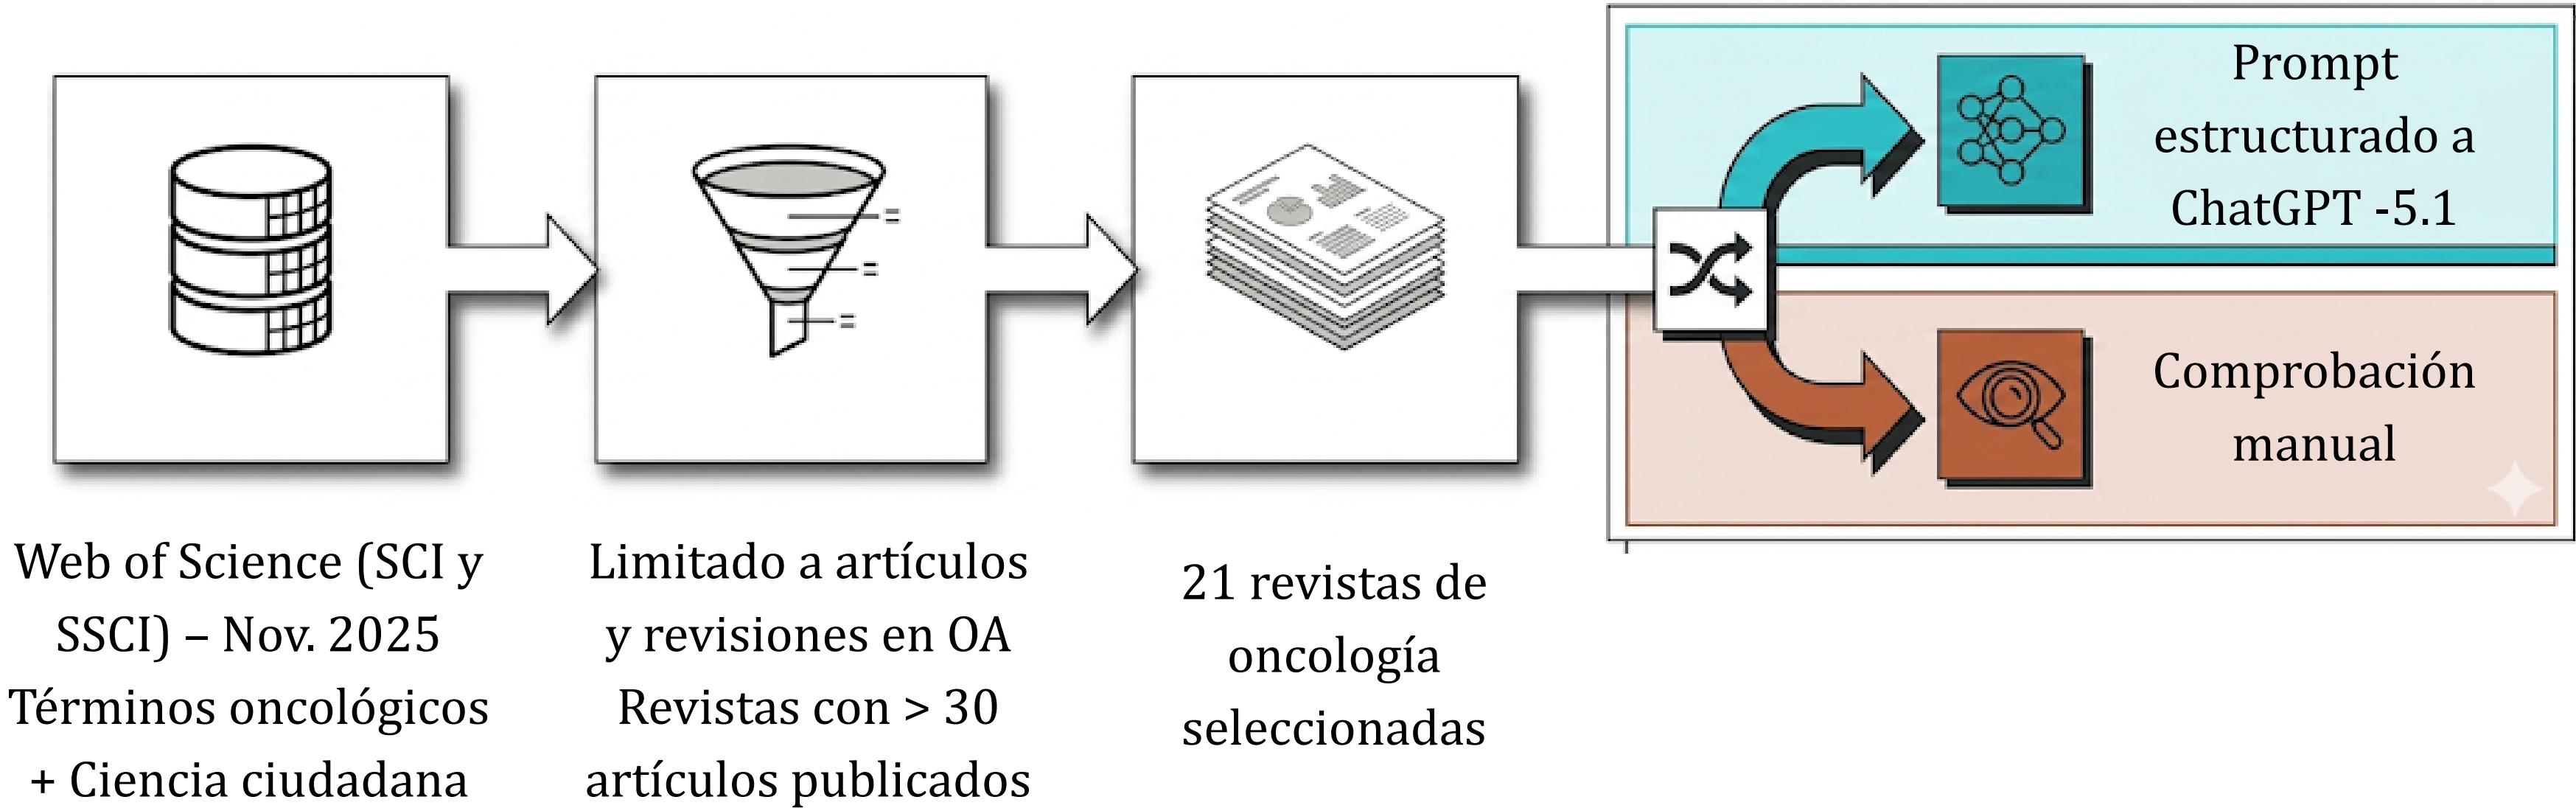 Web of Science (SCI y
SSCI) – Nov. 2025
Términos oncológicos
+ Ciencia ciudadana
Limitado a artículos
y revisiones en OA
Revistas con > 30
artículos publicados
21 revistas de
oncología
seleccionadas
Prompt
estructurado a
ChatGPT -5.1
Comprobación
manual